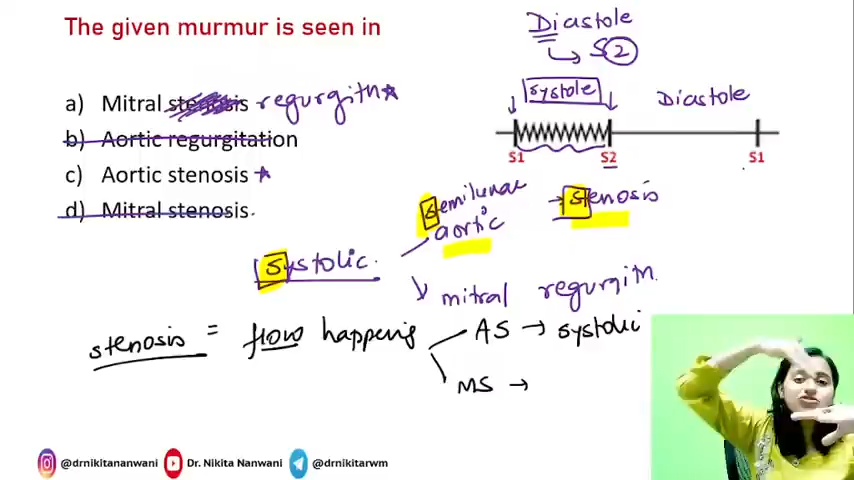 The given murmur is seen in
Diastole
S2
a) Mitral stenosis regurgitn
systole
Diastole
b) Aortic regurgitation
S1 S2 S1
c) Aortic stenosis
semilunar
aortic
→ stenosis
d) Mitral stenosis.
systolic.
mitral regurgitn.
stenosis = flow happening
AS → systolic
MS →
@drnikitananwani Dr. Nikita Nanwani @drnikitarwm